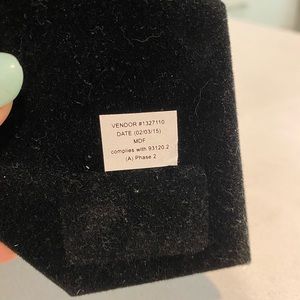 VENDOR #1327110
DATE (02/03/15)
MDF
complies with 93120.2
(A) Phase 2